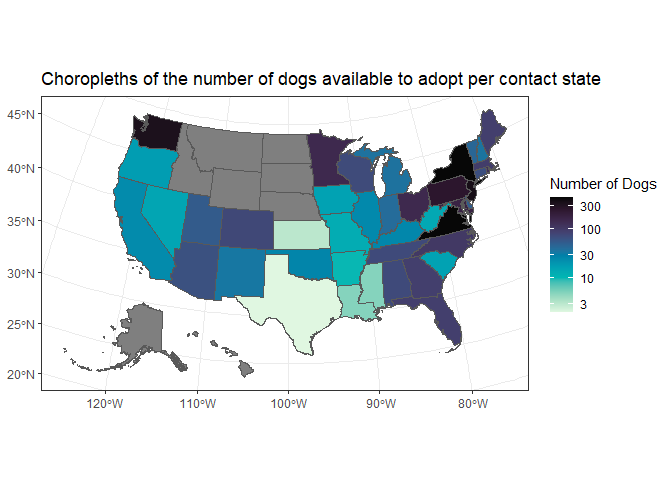 Choropleths of the number of dogs available to adopt per contact state
45°N
40°N
35°N
30°N
25°N
20°N
120°W
110°W
100°W
90°W
80°W
Number of Dogs
300
100
30
10
3